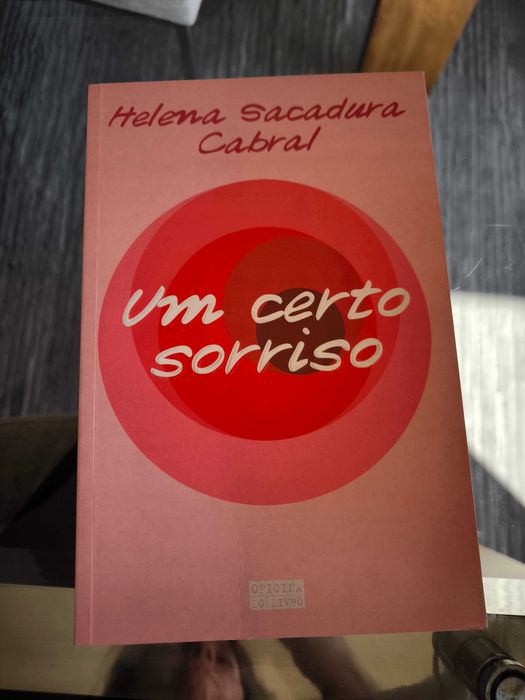 Helena Sacadura
Cabral
Um certo
sorriso
OFICINA
DO LIVRO